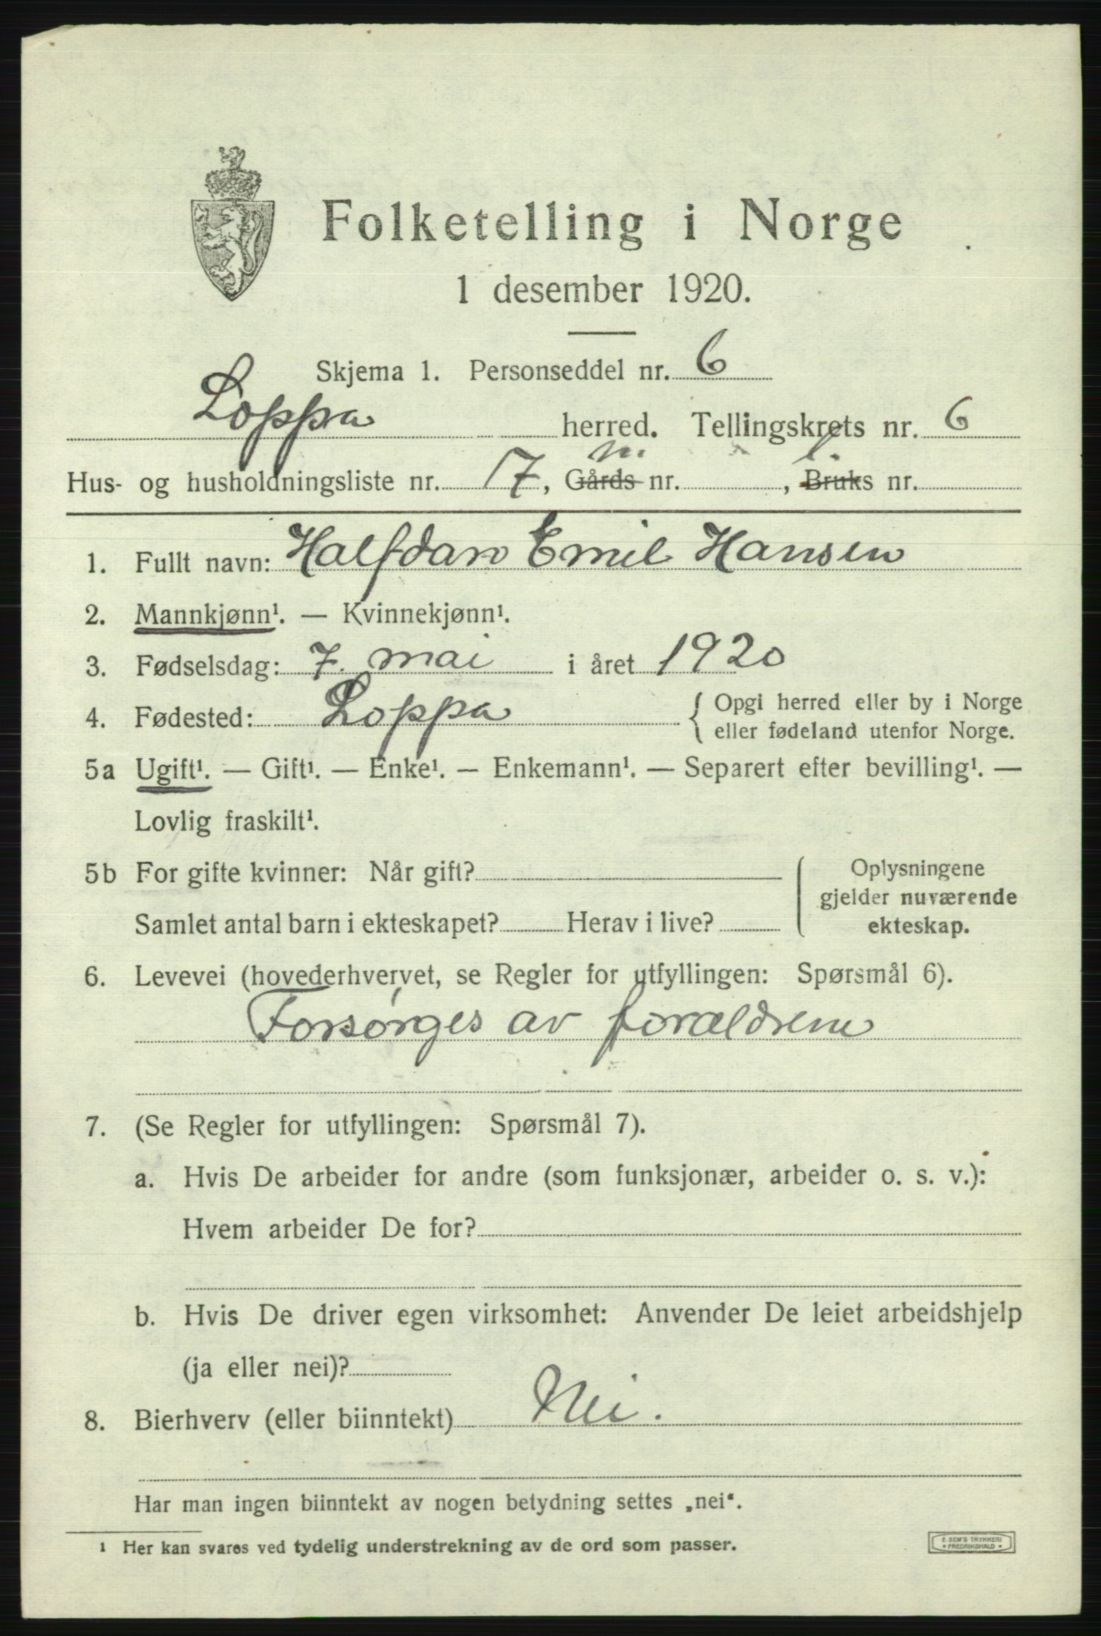 Folketelling i Norge
1 desember 1920.
Skjema 1. Personseddel nr. 6
Loppa herred. Tellingskrets nr. 6
m. l.
Hus- og husholdningsliste nr. 17, Gårds nr. , Bruks nr.
1. Fullt navn: Halfdan Emil Hansen
2. Mannkjønn¹. — Kvinnekjønn¹.
3. Fødselsdag: 7. mai i året 1920
4. Fødested: Loppa { Opgi herred eller by i Norge
eller fødeland utenfor Norge.
5a Ugift¹. — Gift¹. — Enke¹. — Enkemann¹. — Separert efter bevilling¹. —
Lovlig fraskilt¹.
5b For gifte kvinner: Når gift?
Samlet antal barn i ekteskapet? Herav i live?
Oplysningene
gjelder nuværende
ekteskap.
6. Levevei (hovederhvervet, se Regler for utfyllingen: Spørsmål 6).
Forsørges av forældrene
7. (Se Regler for utfyllingen: Spørsmål 7).
a. Hvis De arbeider for andre (som funksjonær, arbeider o. s. v.):
Hvem arbeider De for?
b. Hvis De driver egen virksomhet: Anvender De leiet arbeidshjelp
(ja eller nei)?
8. Bierhverv (eller biinntekt) Nei.
Har man ingen biinntekt av nogen betydning settes „nei“.
¹ Her kan svares ved tydelig understrekning av de ord som passer.
E. SEM'S TRYKKERI
• FREDRIKSHALD •